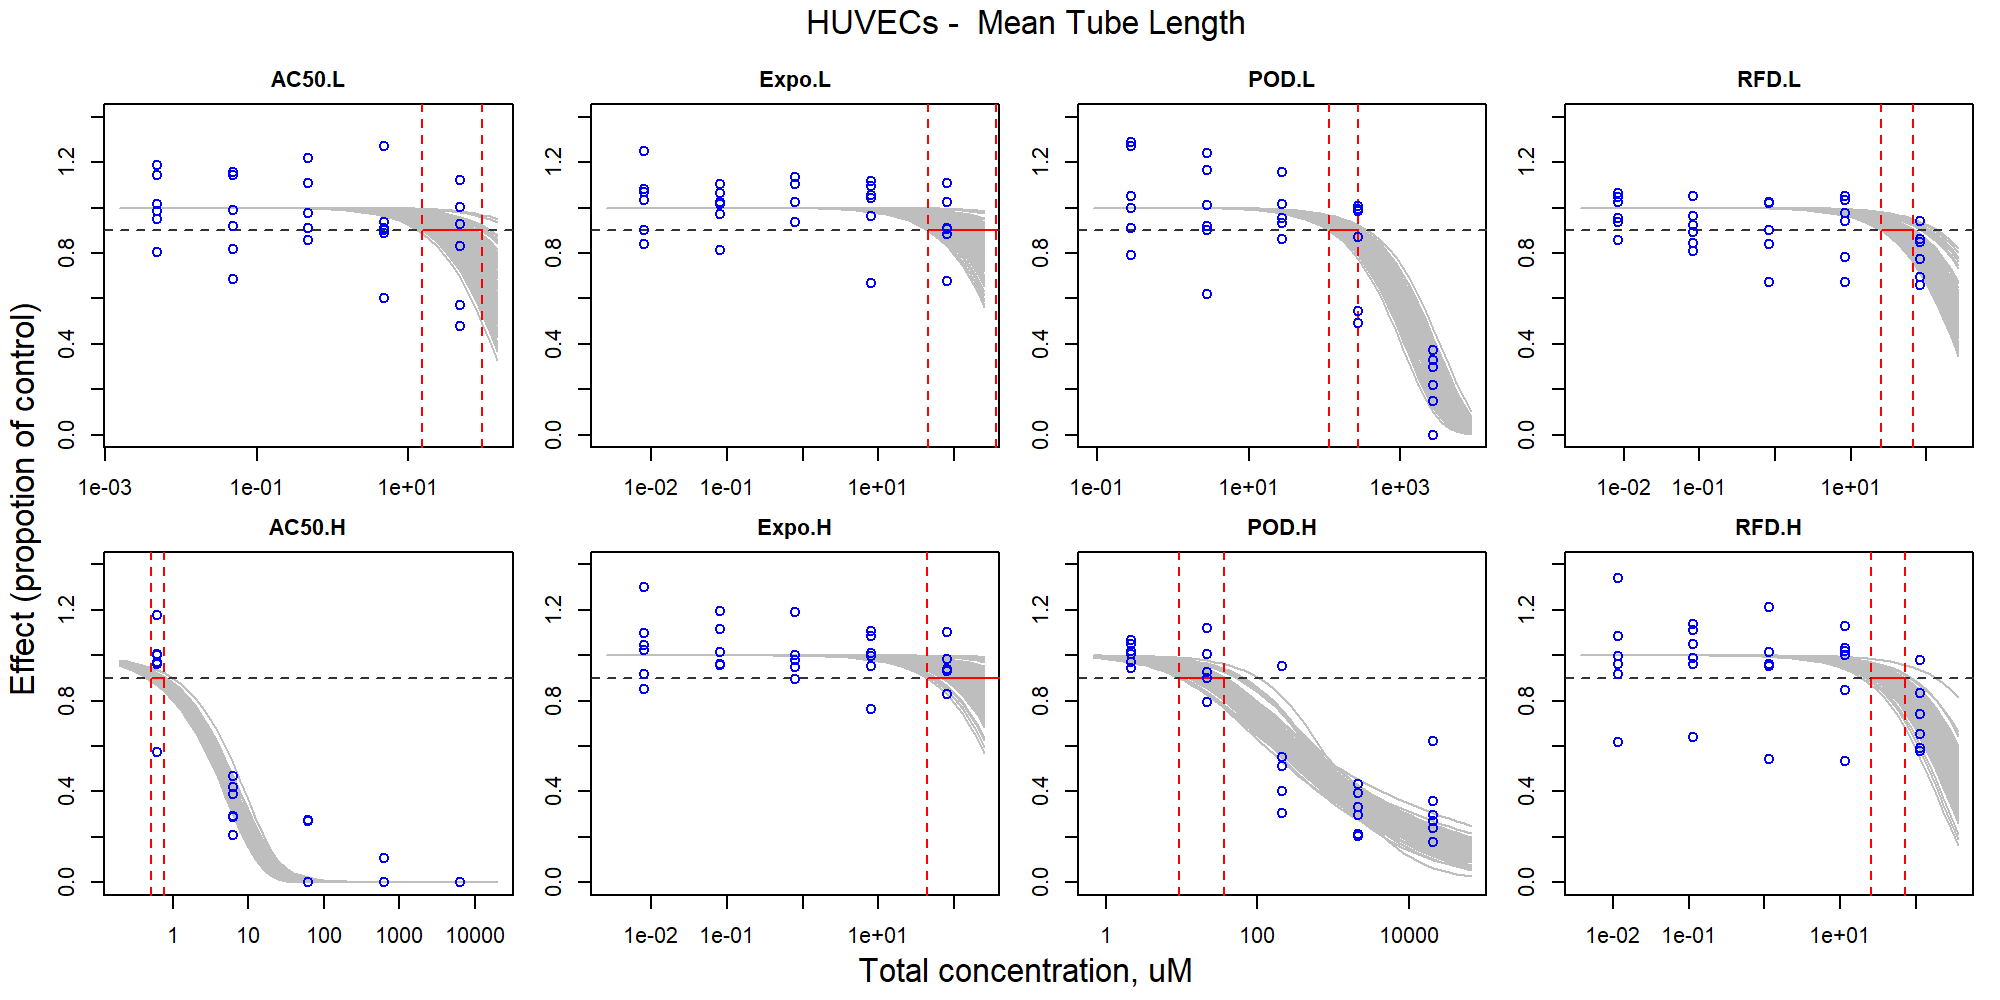 HUVECs -  Mean Tube Length
Effect (propotion of control)
AC50.L
0.0 0.4 0.8 1.2
1e-03 1e-01 1e+01
Expo.L
0.0 0.4 0.8 1.2
1e-02 1e-01 1e+01
POD.L
0.0 0.4 0.8 1.2
1e-01 1e+01 1e+03
RFD.L
0.0 0.4 0.8 1.2
1e-02 1e-01 1e+01
AC50.H
0.0 0.4 0.8 1.2
1 10 100 1000 10000
Expo.H
0.0 0.4 0.8 1.2
1e-02 1e-01 1e+01
POD.H
0.0 0.4 0.8 1.2
1 100 10000
RFD.H
0.0 0.4 0.8 1.2
1e-02 1e-01 1e+01
Total concentration, uM